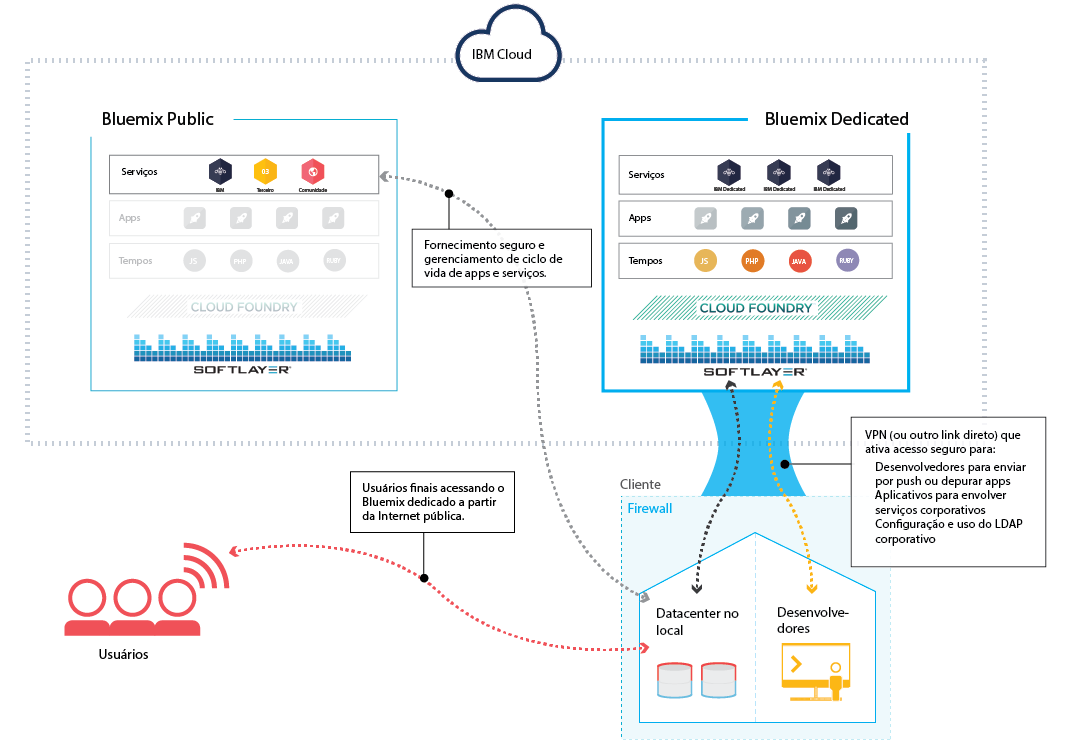 IBM Cloud
Bluemix Public
Serviços
IBM
03
Terceiro
Comunidade
Apps
Tempos
JS
PHP
JAVA
RUBY
CLOUD FOUNDRY
SOFTLAYER
Fornecimento seguro e
gerenciamento de ciclo de
vida de apps e serviços.
Bluemix Dedicated
Serviços
IBM Dedicated
IBM Dedicated
IBM Dedicated
Apps
Tempos
JS
PHP
JAVA
RUBY
CLOUD FOUNDRY
SOFTLAYER
VPN (ou outro link direto) que
ativa acesso seguro para:
Desenvolvedores para enviar
por push ou depurar apps
Aplicativos para envolver
serviços corporativos
Configuração e uso do LDAP
corporativo
Usuários finais acessando o
Bluemix dedicado a partir
da Internet pública.
Cliente
Firewall
Datacenter no
local
Desenvolve-
dores
Usuários